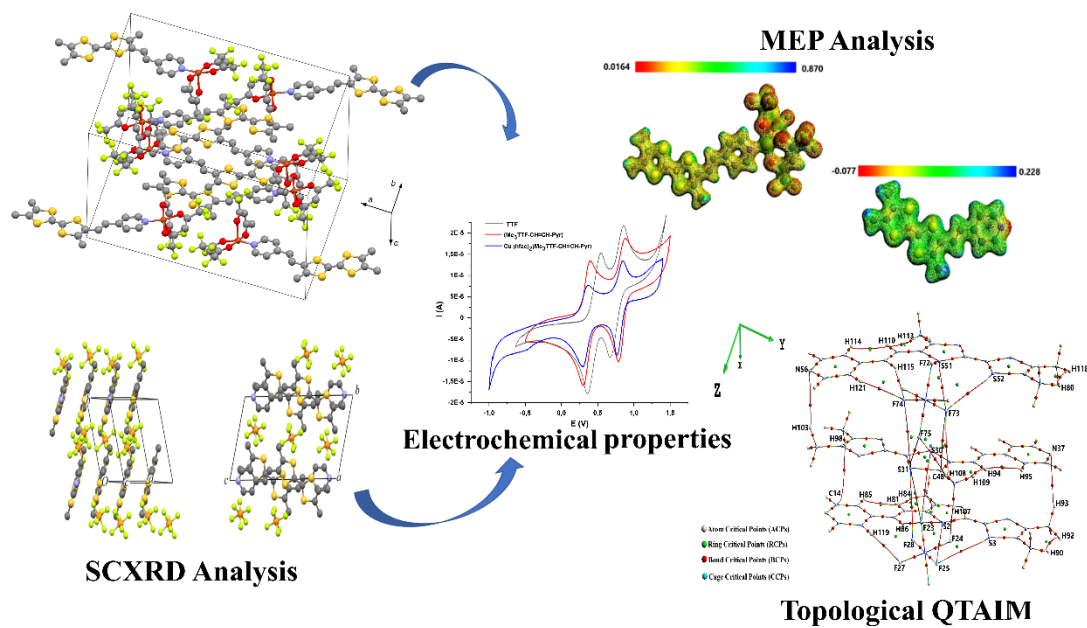 MEP Analysis
0.0164
0.870
-0.077
0.228
b
a
c
TTF
(Me₃TTF-CH=CH-Pyr)
Cu (hfac)₂(Me₃TTF-CH=CH-Pyr)
2E-5
1,5E-5
1E-5
5E-6
0
-5E-6
-1E-5
-1,5E-5
-2E-5
I (A)
-1,0
-0,5
0,0
0,5
1,0
1,5
E (V)
Electrochemical properties
b
c
a
SCXRD Analysis
Y
Z
H114
H110
H113
N56
H115
F72
S51
H118
H121
S52
H80
F74
F73
H103
H98
F75
S30
N37
S31
H108
H94
C48
H109
H95
C14
H85
H84
H93
H81
H107
H119
H86
F23
S2
H92
F28
F24
S3
H90
F27
F25
Atom Critical Points (ACPs)
Ring Critical Points (RCPs)
Bond Critical Points (BCPs)
Cage Critical Points (CCPs)
Topological QTAIM